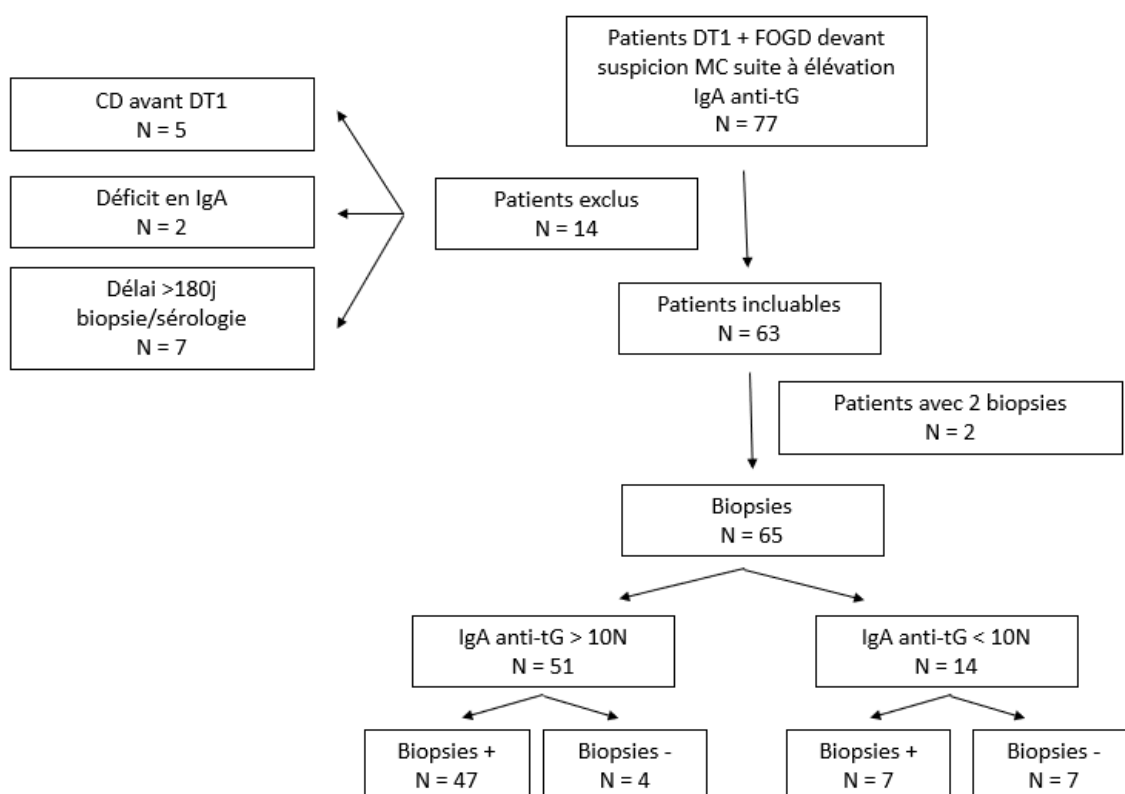 Patients DT1 + FOGD devant
suspicion MC suite à élévation
IgA anti-tG
N = 77
CD avant DT1
N = 5
Déficit en IgA
N = 2
Délai >180j
biopsie/sérologie
N = 7
Patients exclus
N = 14
Patients incluables
N = 63
Patients avec 2 biopsies
N = 2
Biopsies
N = 65
IgA anti-tG > 10N
N = 51
IgA anti-tG < 10N
N = 14
Biopsies +
N = 47
Biopsies -
N = 4
Biopsies +
N = 7
Biopsies -
N = 7